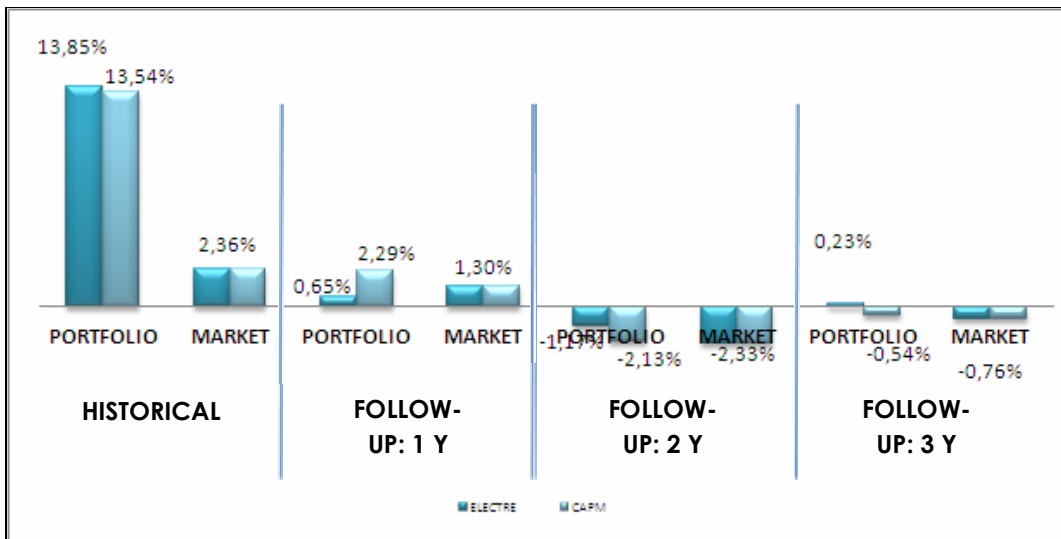 13,85%
13,54%
2,36%
PORTFOLIO
MARKET
HISTORICAL
0,65%
2,29%
1,30%
PORTFOLIO
MARKET
FOLLOW-
UP: 1 Y
PORTFOLIO
MARKET
-1,17%
-2,13%
-2,33%
FOLLOW-
UP: 2 Y
0,23%
PORTFOLIO
MARKET
-0,54%
-0,76%
FOLLOW-
UP: 3 Y
ELECTRE
CAPM